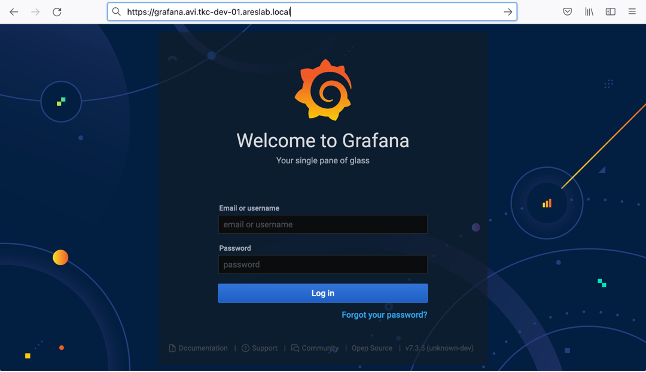 https://grafana.avi.tkc-dev-01.areslab.local
Welcome to Grafana
Your single pane of glass
Email or username
email or username
Password
password
Log in
Forgot your password?
Documentation | Support | Community | Open Source | v7.3.5 (unknown-dev)